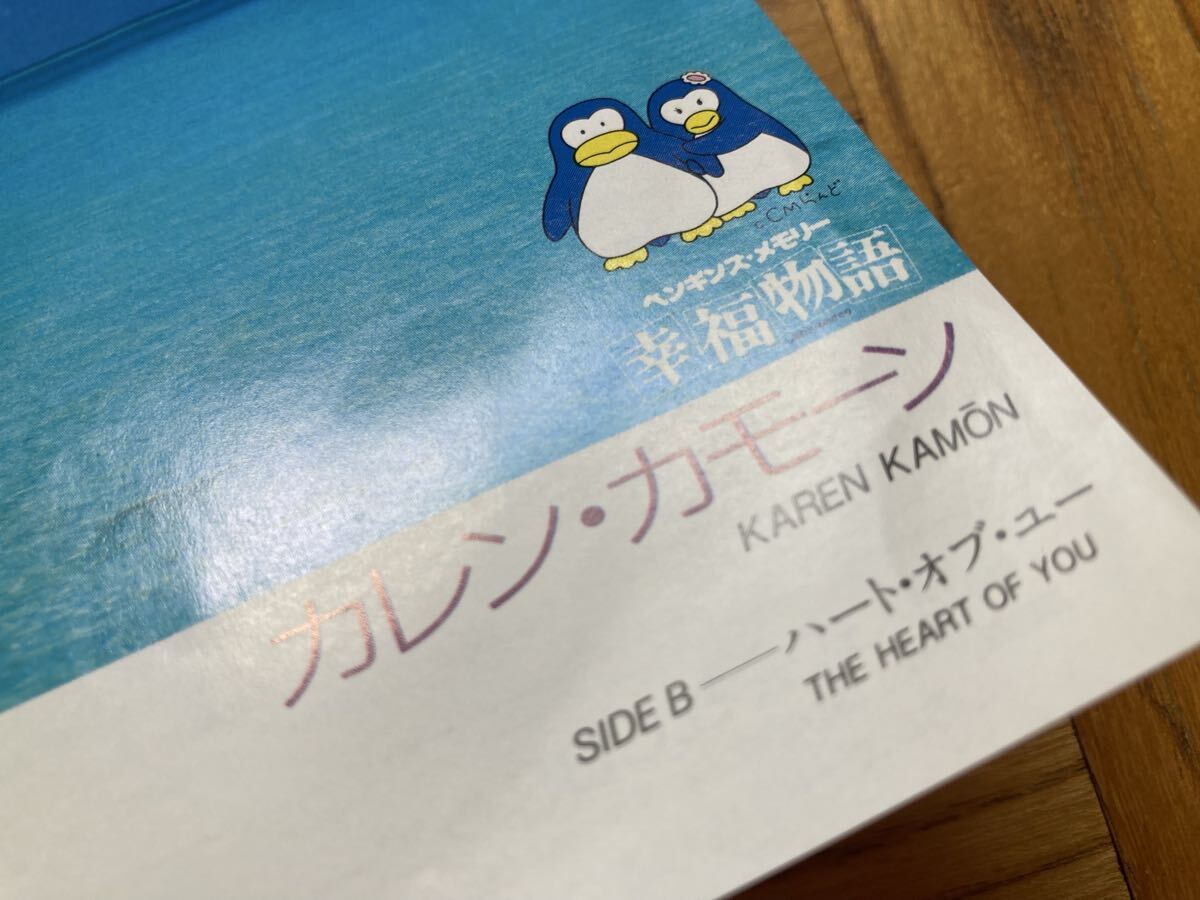 ©CMらんど
ペンギンズ・メモリー
幸福物語
カレン・カモーン
KAREN KAMŌN
SIDE B──ハート・オブ・ユー
THE HEART OF YOU